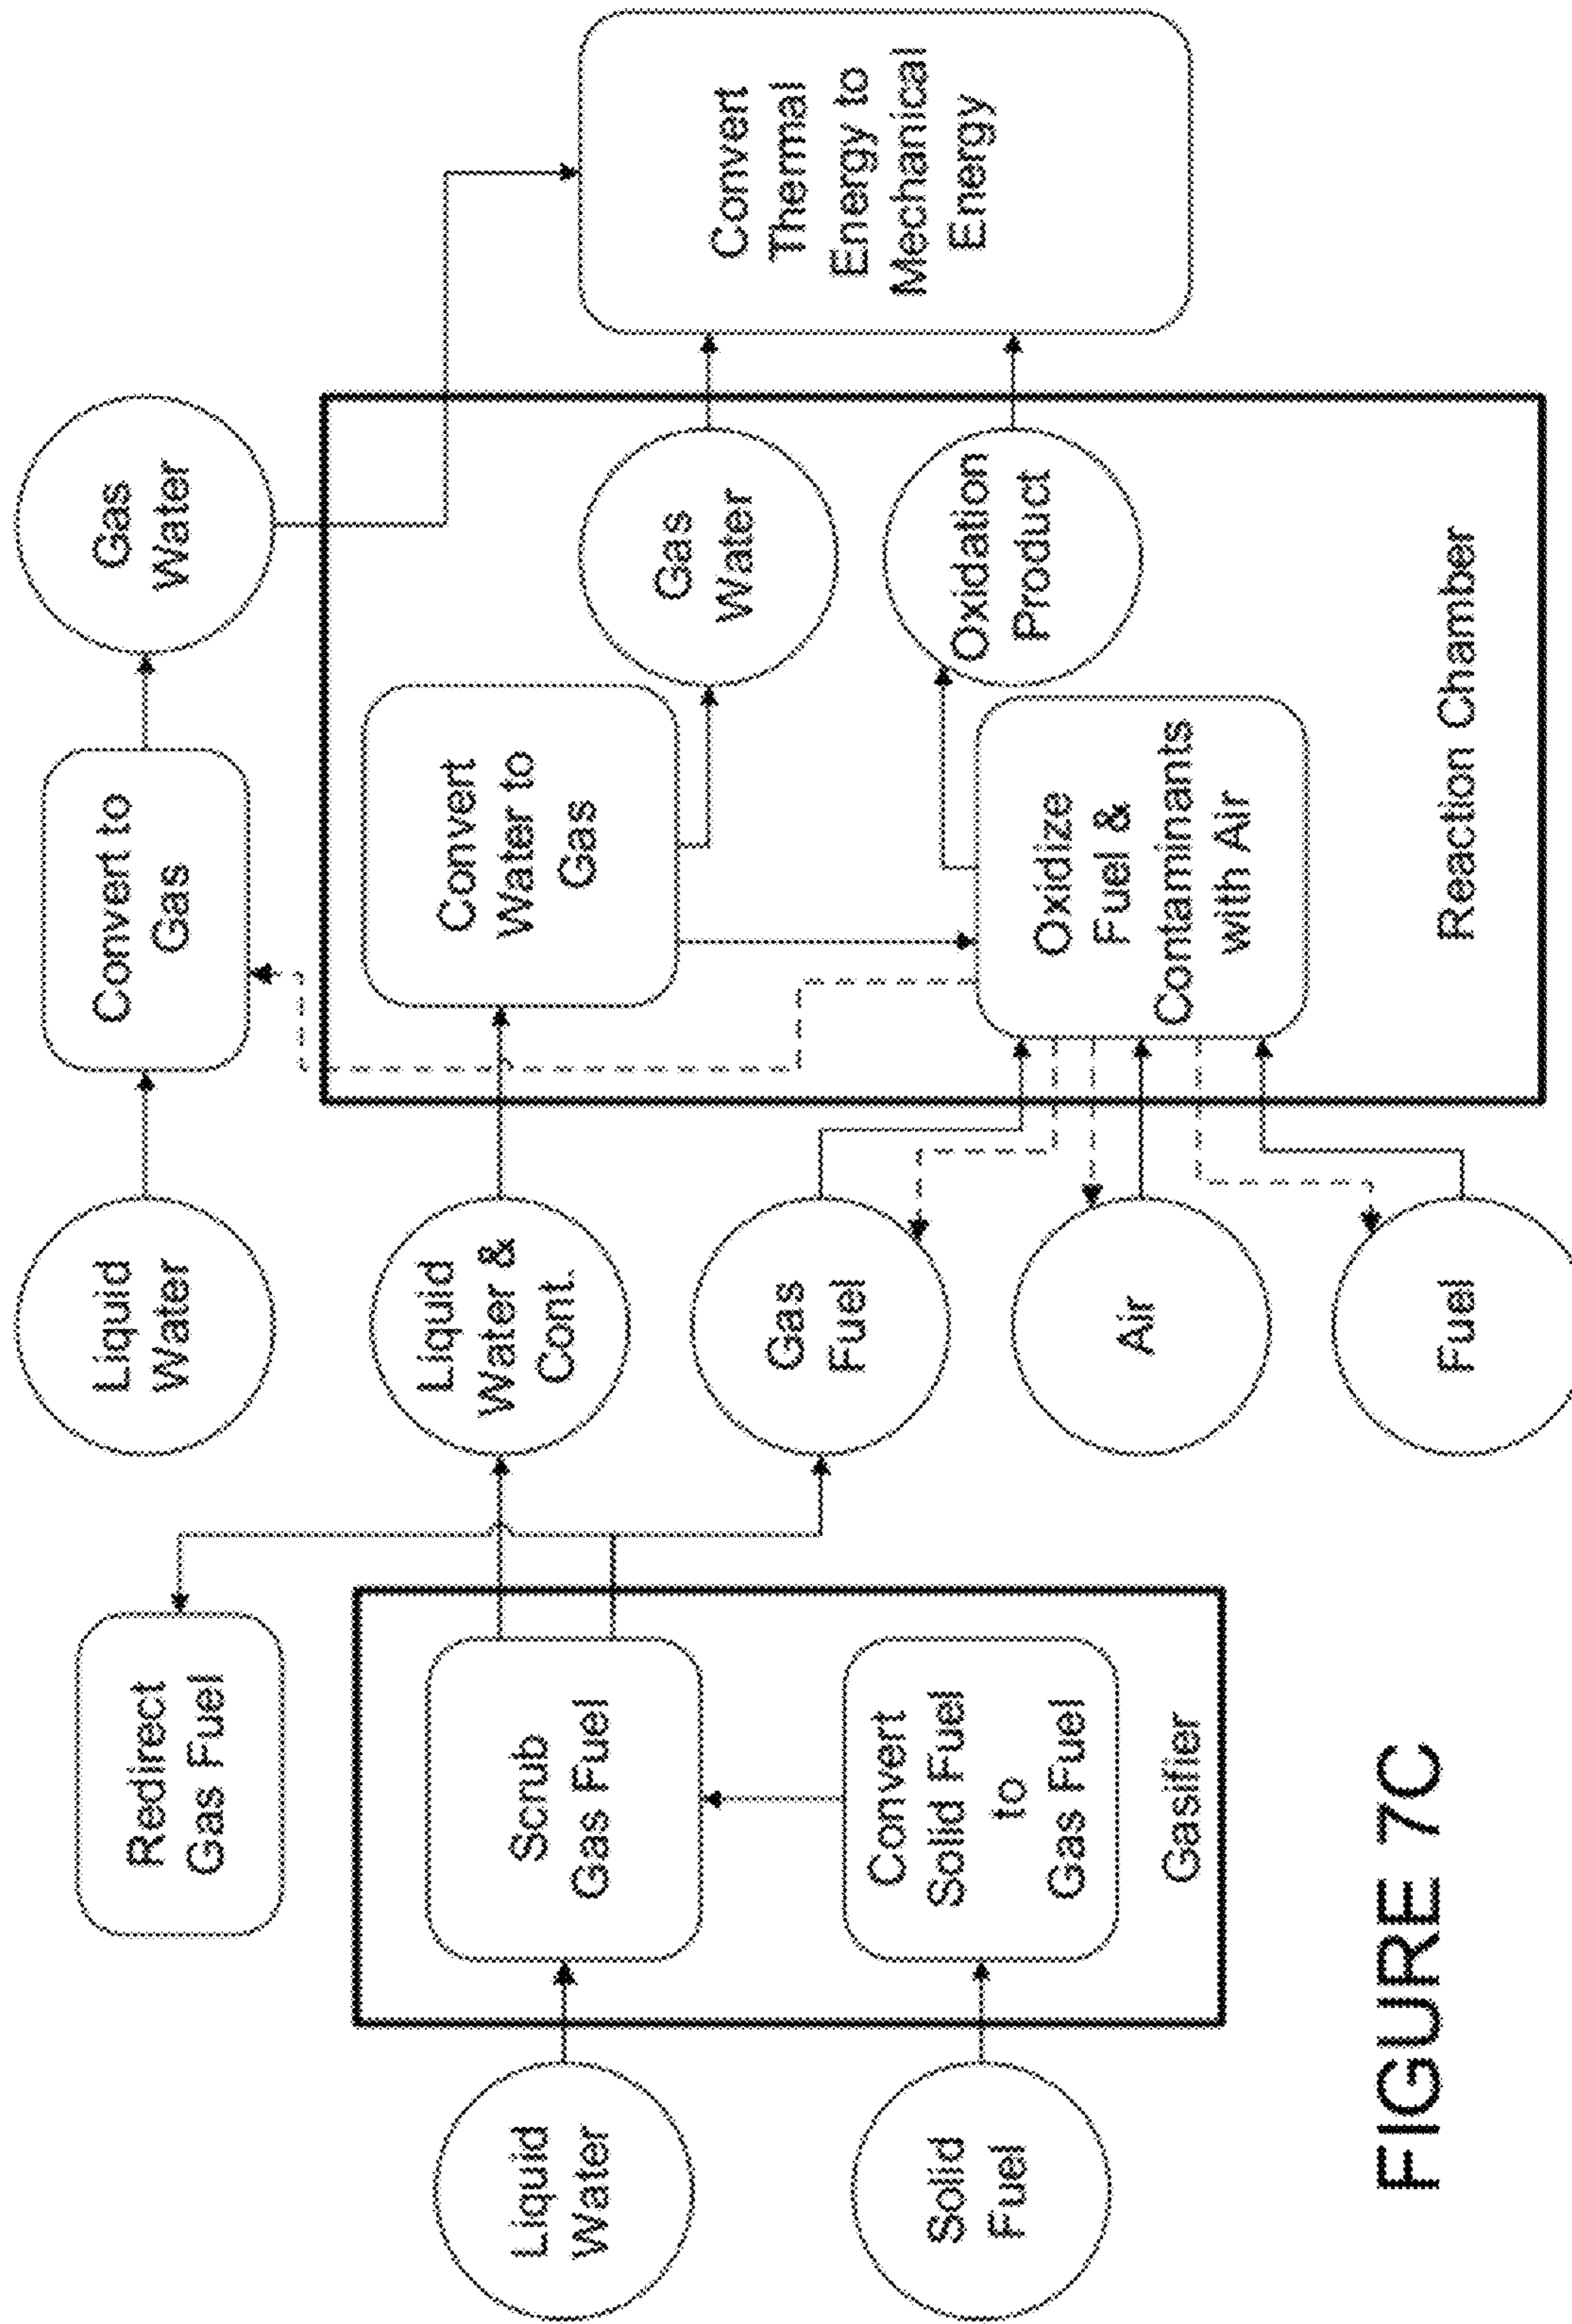 Liquid
Water
Solid
Fuel
Redirect
Gas Fuel
Scrub
Gas Fuel
Convert
Solid Fuel
to
Gas Fuel
Gasifier
Liquid
Water
Liquid
Water &
Cont.
Gas
Fuel
Air
Fuel
Convert to
Gas
Convert
Water to
Gas
Oxidize
Fuel &
Contaminants
with Air
Gas
Water
Gas
Water
Oxidation
Product
Reaction Chamber
Convert
Thermal
Energy to
Mechanical
Energy
FIGURE 7C